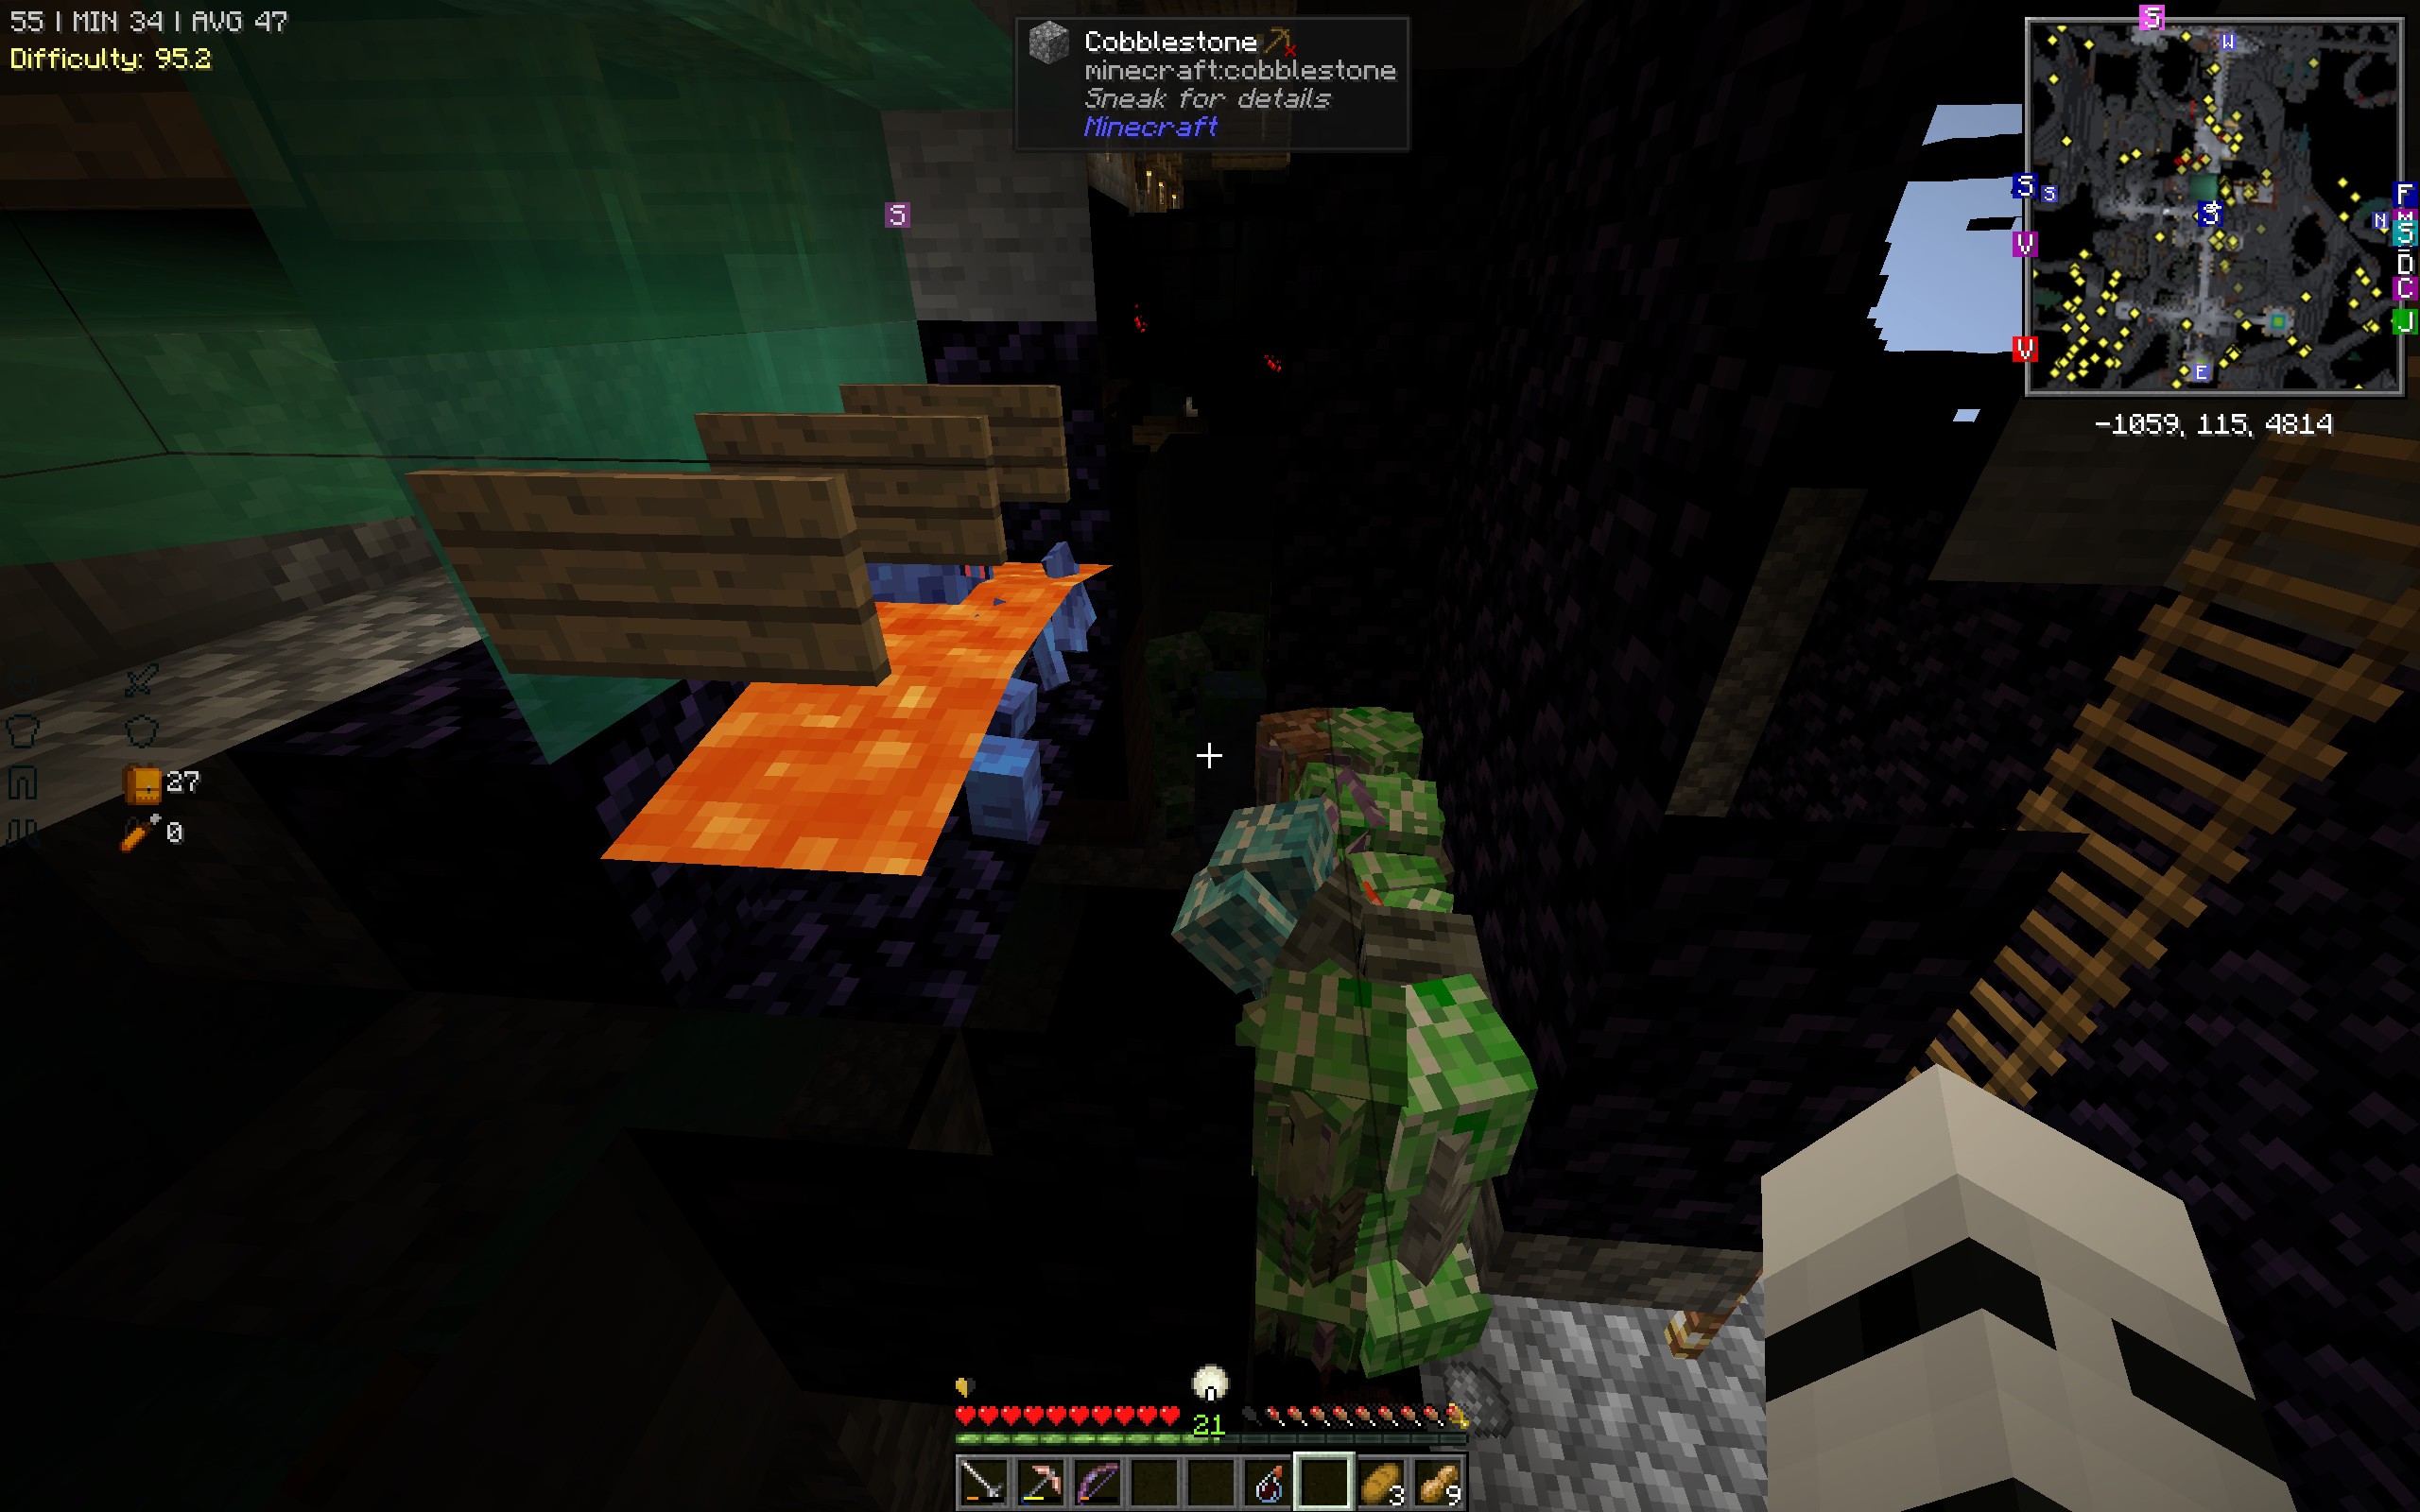 55 | MIN 34 | AVG 47
Difficulty: 95.2
Cobblestone
minecraft:cobblestone
Sneak for details
Minecraft
S
W
S
S
S
F
M
N
S
D
C
J
V
V
E
S
-1059, 115, 4814
27
0
21
3
9